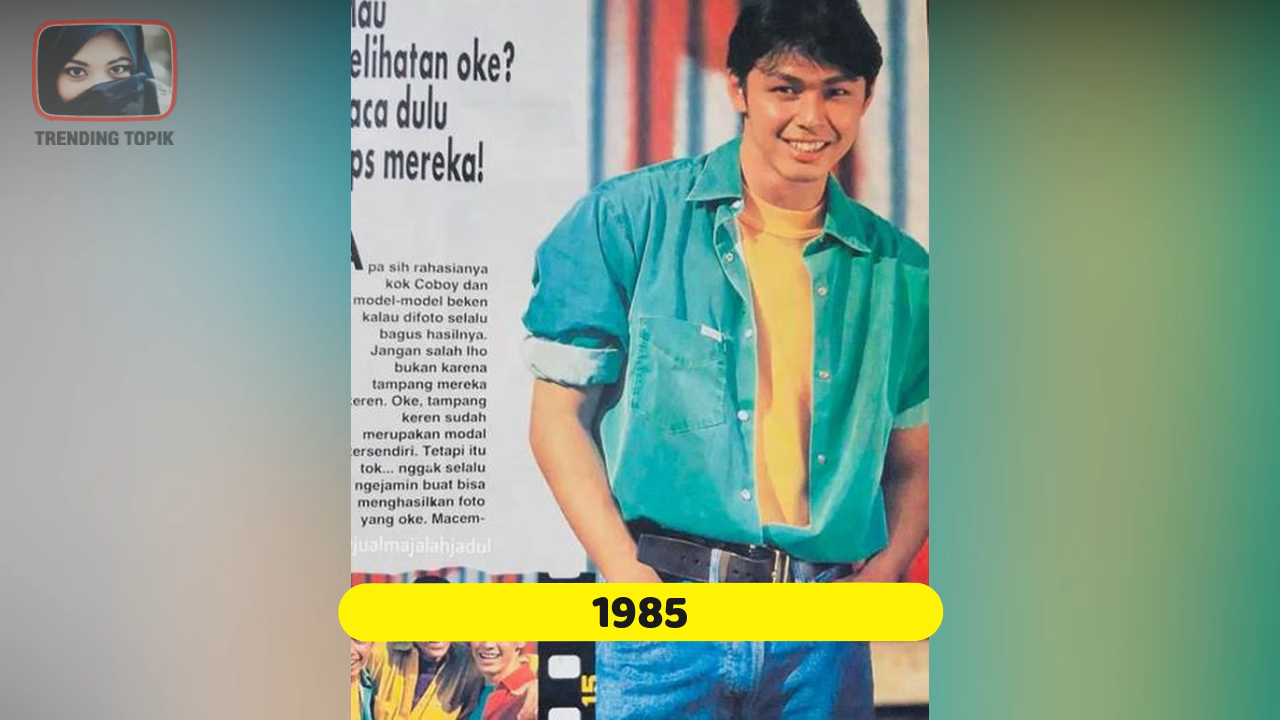 TRENDING TOPIK
elihatan oke?
aca dulu
ps mereka!
A
pa sih rahasianya
kok Coboy dan
model-model beken
kalau difoto selalu
bagus hasilnya.
Jangan salah lho
bukan karena
tampang mereka
eren. Oke, tampang
keren sudah
merupakan modal
tersendiri. Tetapi itu
tok... nggak selalu
ngejamin buat bisa
menghasilkan foto
yang oke. Macem-
jualmajalahjadul
1985
15